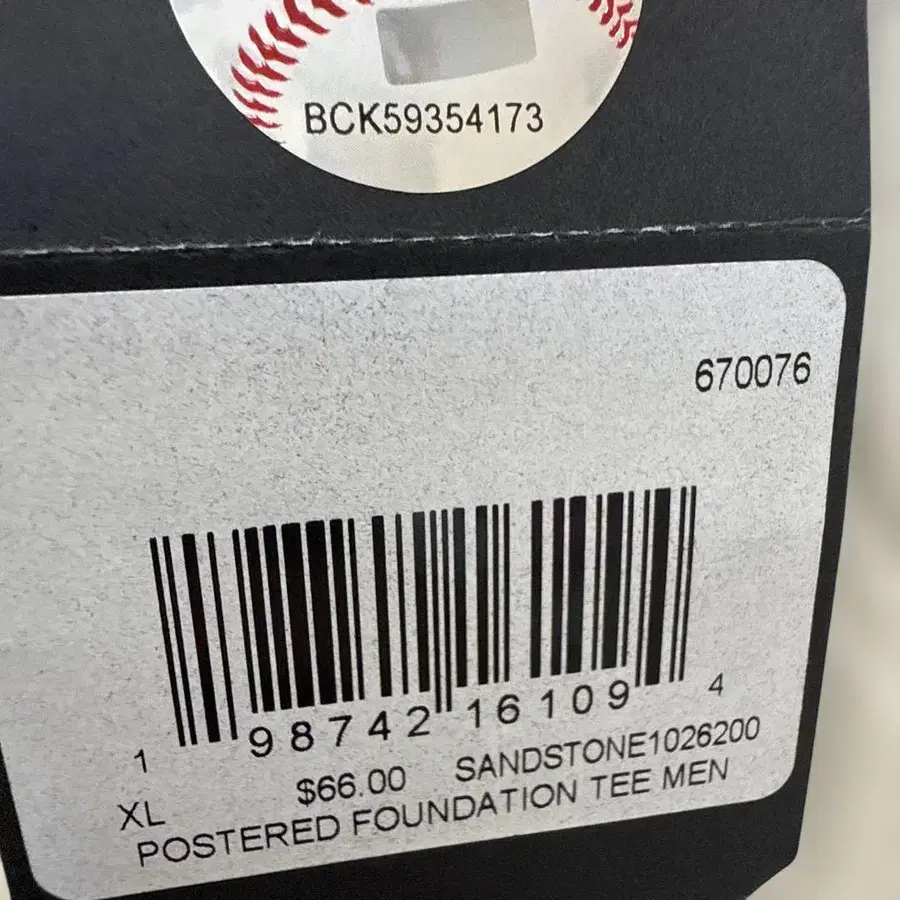 BCK59354173
670076
1 98742 16109 4
XL $66.00 SANDSTONE1026200
POSTERED FOUNDATION TEE MEN